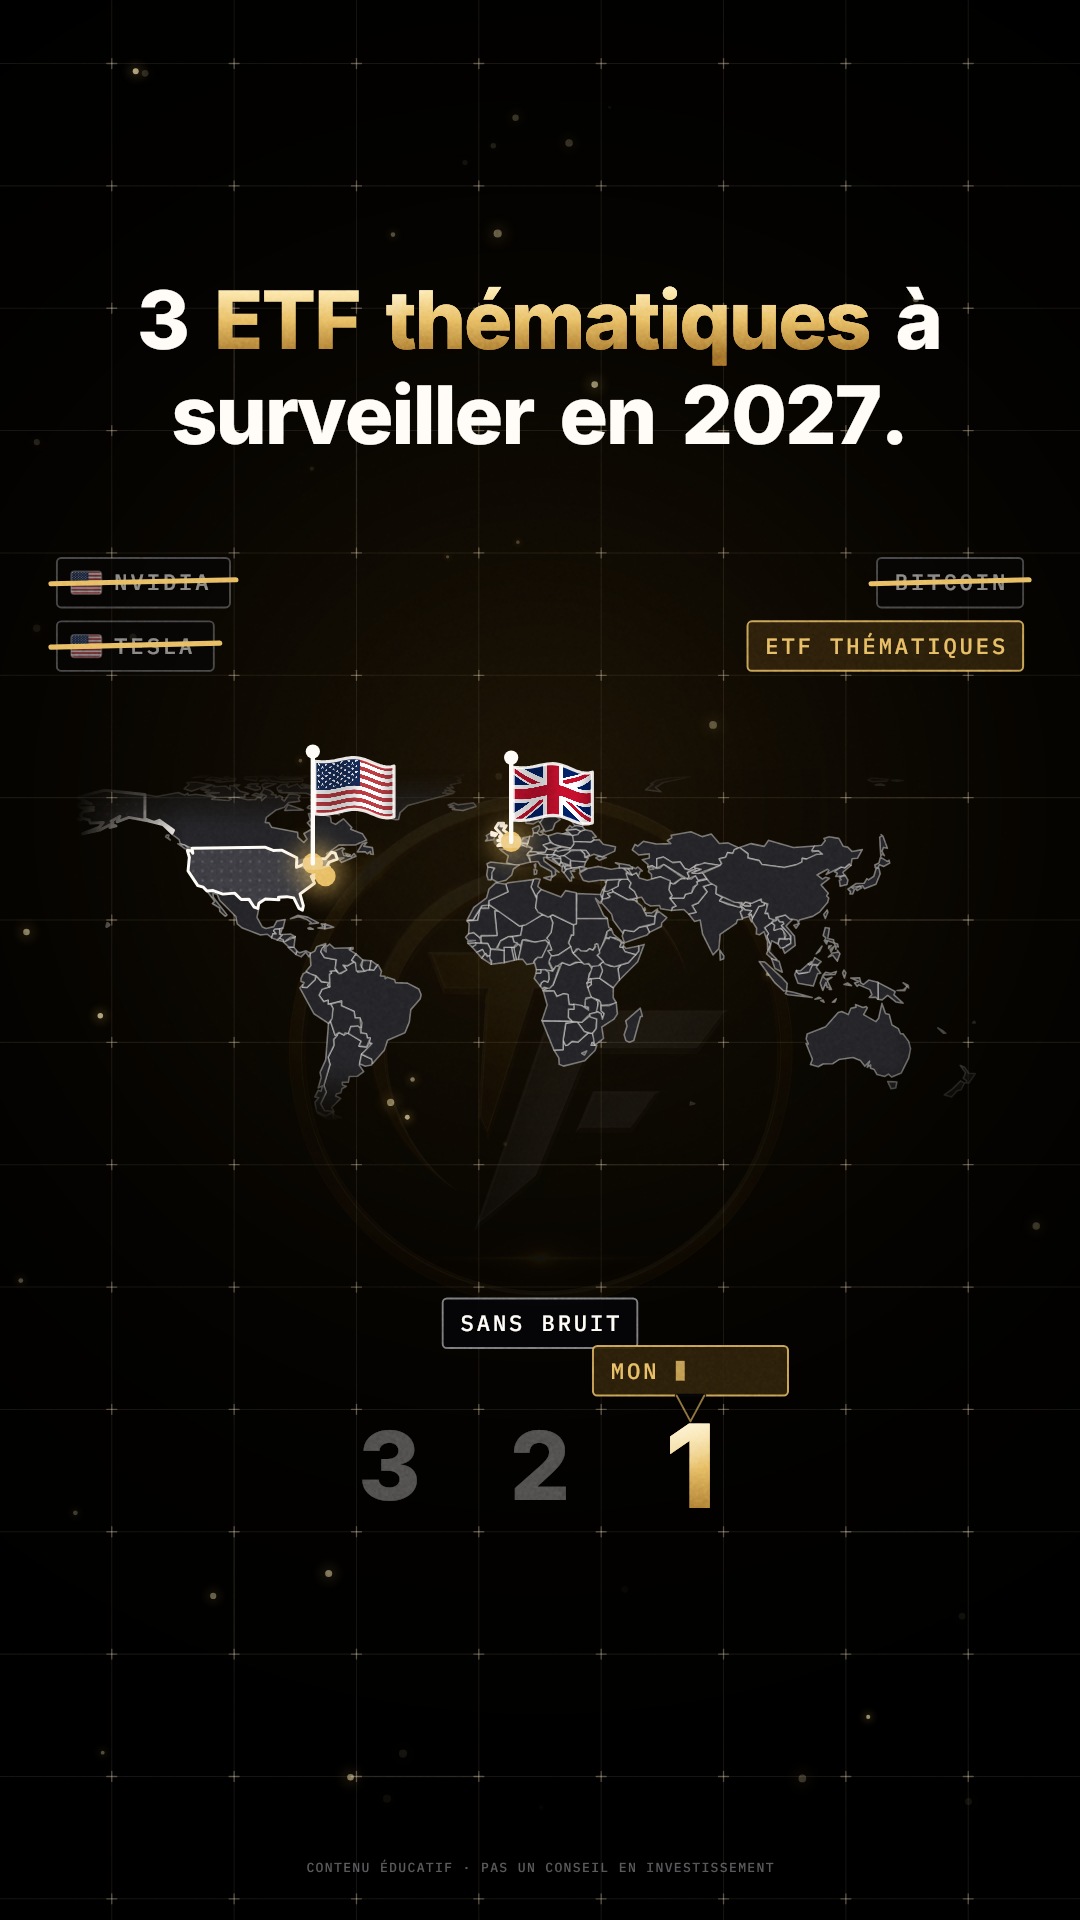 3 ETF thématiques à
surveiller en 2027.
NVIDIA
BITCOIN
TESLA
ETF THÉMATIQUES
SANS BRUIT
MON
3 2 1
CONTENU ÉDUCATIF · PAS UN CONSEIL EN INVESTISSEMENT